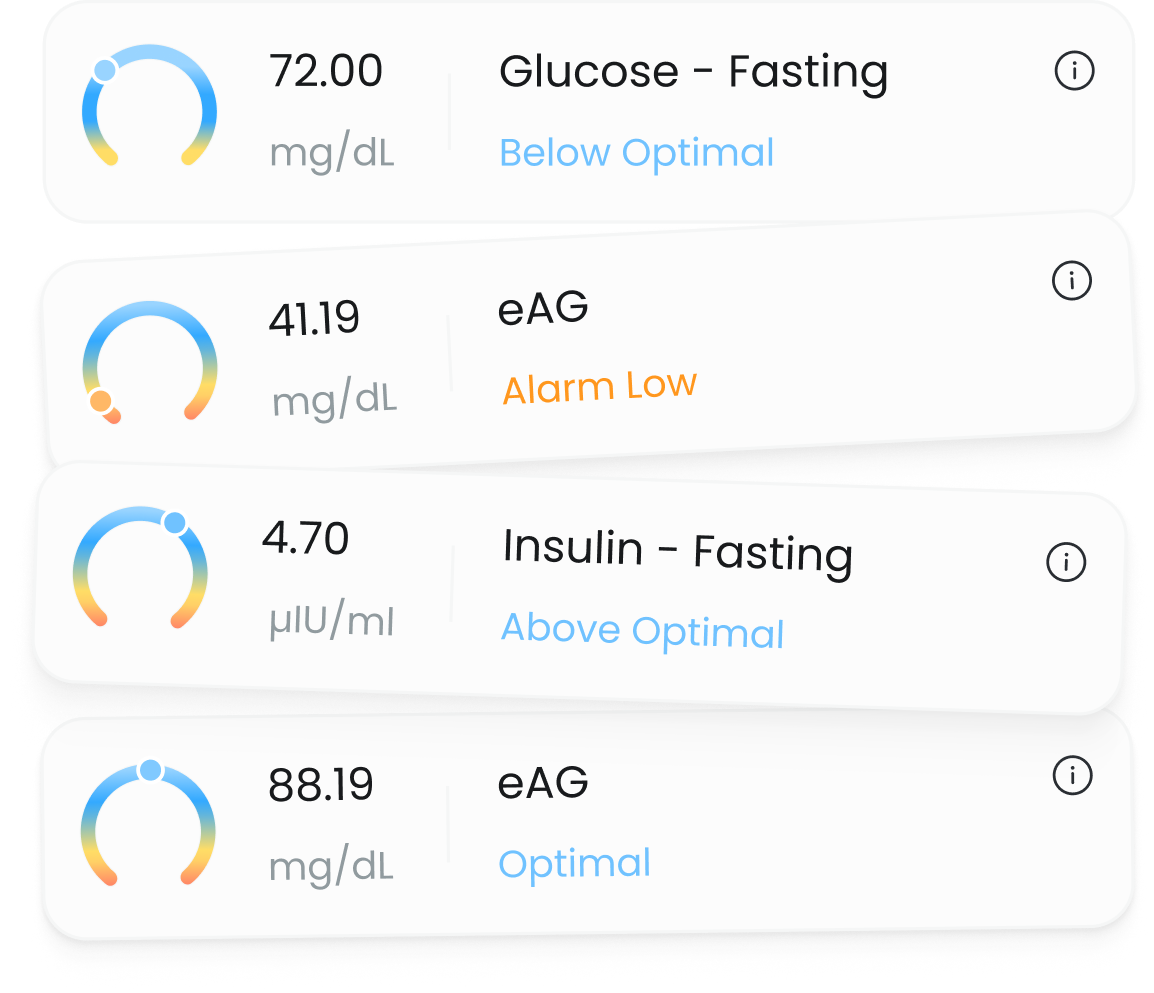 72.00
Glucose - Fasting
mg/dL
Below Optimal
41.19
eAG
mg/dL
Alarm Low
4.70
Insulin - Fasting
µIU/ml
Above Optimal
88.19
eAG
mg/dL
Optimal